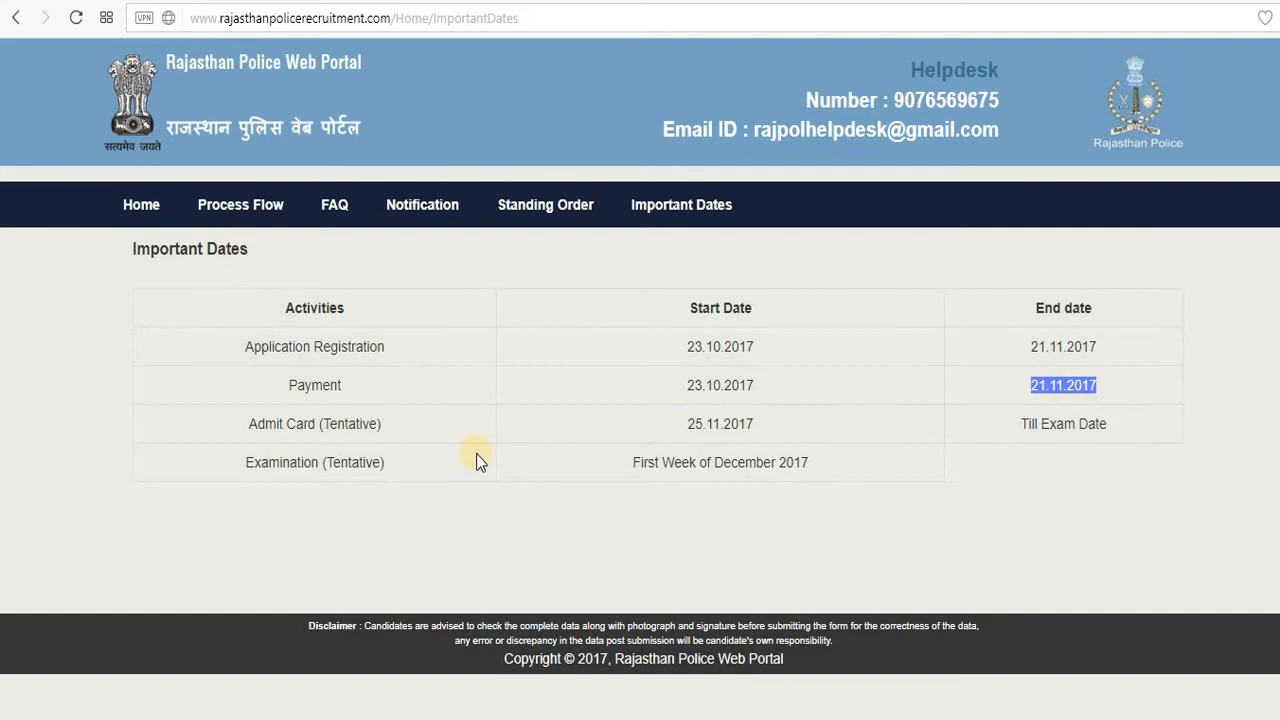 VPN www.rajasthanpolicerecruitment.com/Home/ImportantDates
Rajasthan Police Web Portal
राजस्थान पुलिस वेब पोर्टल
सत्यमेव जयते
Helpdesk
Number : 9076569675
Email ID : rajpolhelpdesk@gmail.com
Rajasthan Police
Home Process Flow FAQ Notification Standing Order Important Dates
Important Dates
Activities Start Date End date
Application Registration 23.10.2017 21.11.2017
Payment 23.10.2017 21.11.2017
Admit Card (Tentative) 25.11.2017 Till Exam Date
Examination (Tentative) First Week of December 2017
Disclaimer : Candidates are advised to check the complete data along with photograph and signature before submitting the form for the correctness of the data,
any error or discrepancy in the data post submission will be candidate's own responsibility.
Copyright © 2017, Rajasthan Police Web Portal